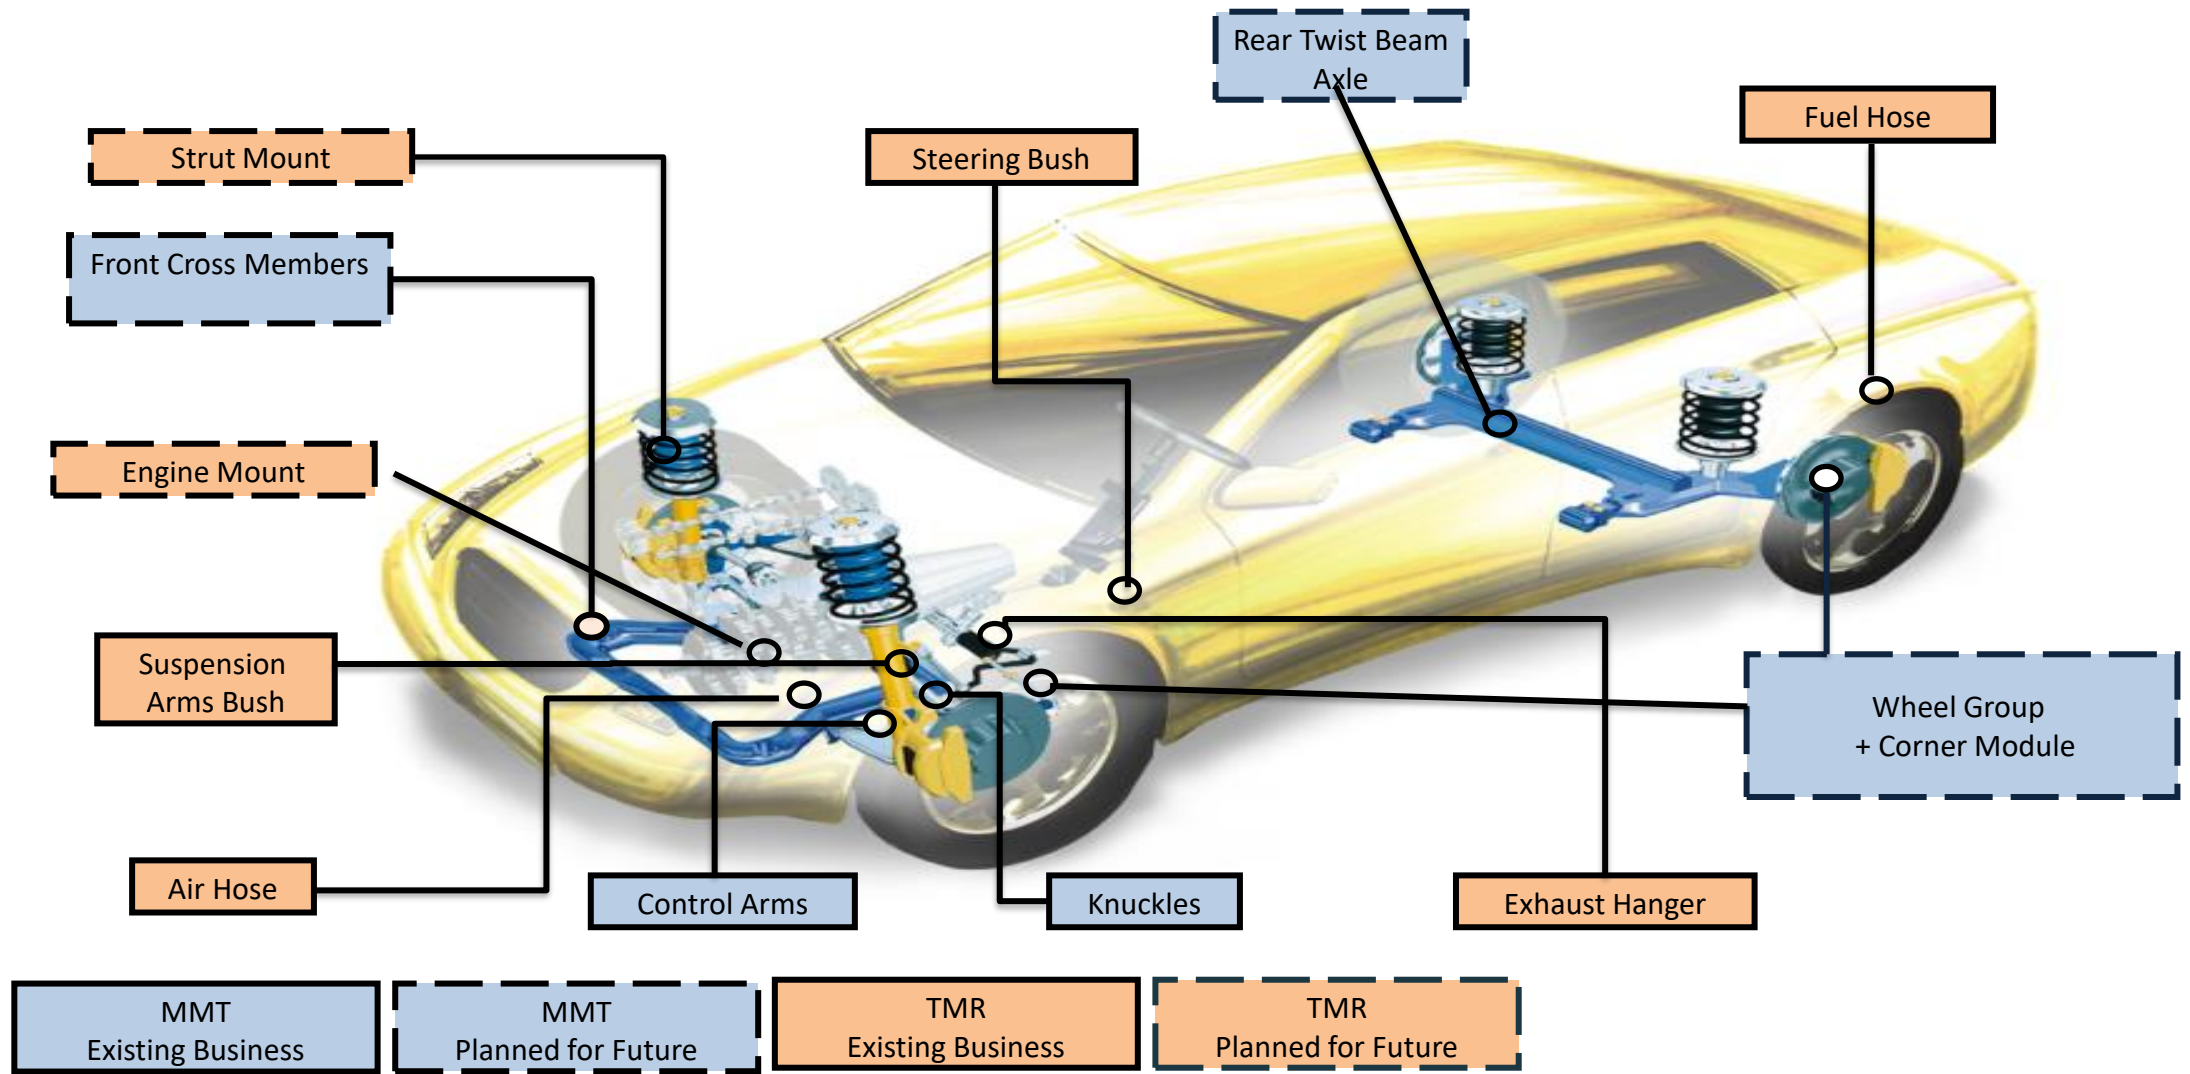 Rear Twist Beam
Axle
Fuel Hose
Strut Mount
Steering Bush
Front Cross Members
Engine Mount
Suspension
Arms Bush
Wheel Group
+ Corner Module
Air Hose
Control Arms
Knuckles
Exhaust Hanger
MMT
Existing Business
MMT
Planned for Future
TMR
Existing Business
TMR
Planned for Future